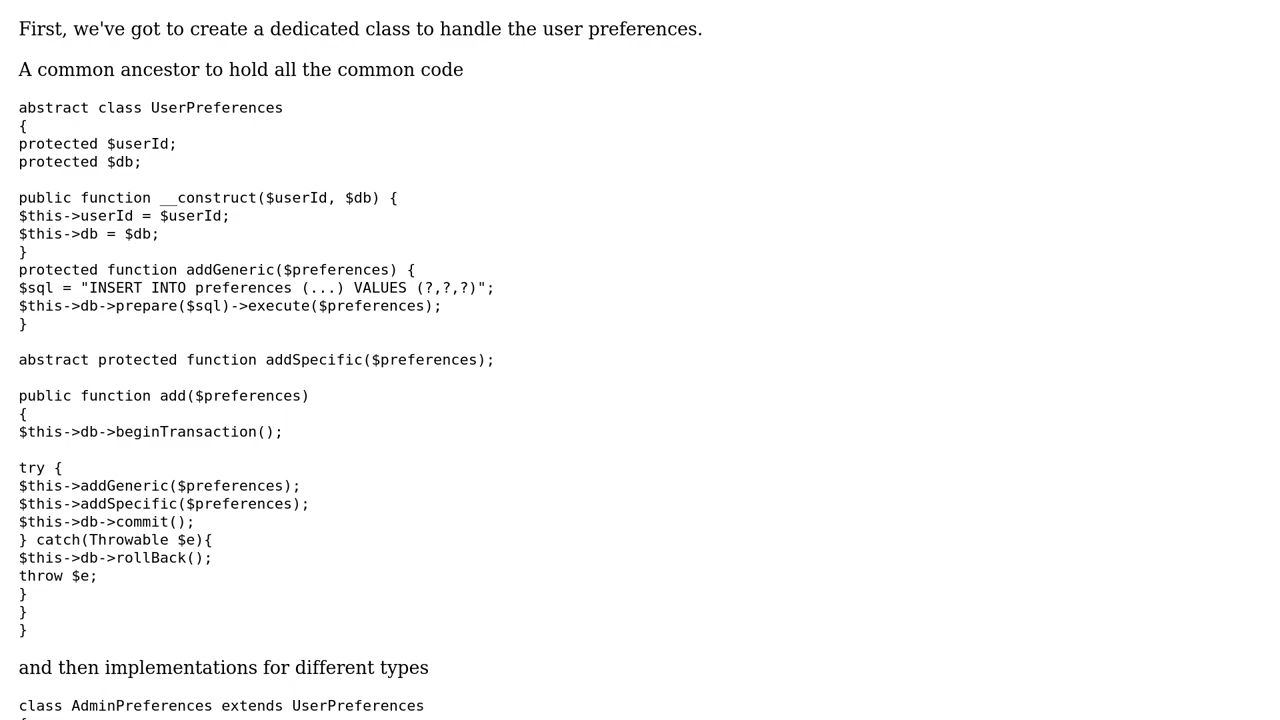 First, we've got to create a dedicated class to handle the user preferences.
A common ancestor to hold all the common code
abstract class UserPreferences
{
protected $userId;
protected $db;
public function __construct($userId, $db) {
$this->userId = $userId;
$this->db = $db;
}
protected function addGeneric($preferences) {
$sql = "INSERT INTO preferences (...) VALUES (?,?,?)";
$this->db->prepare($sql)->execute($preferences);
}
abstract protected function addSpecific($preferences);
public function add($preferences)
{
$this->db->beginTransaction();
try {
$this->addGeneric($preferences);
$this->addSpecific($preferences);
$this->db->commit();
} catch(Throwable $e){
$this->db->rollBack();
throw $e;
}
}
}
and then implementations for different types
class AdminPreferences extends UserPreferences